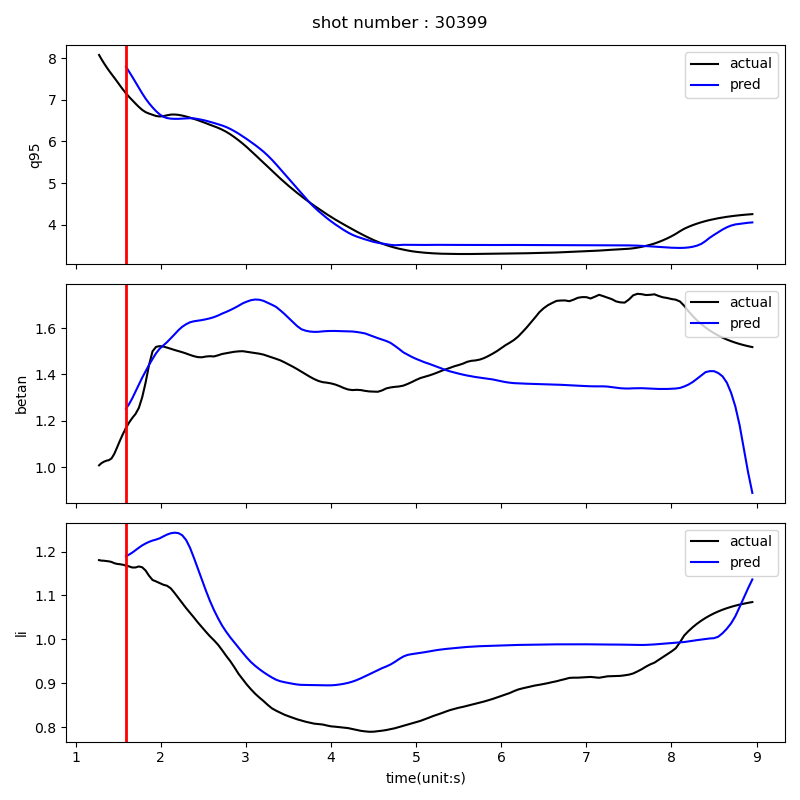 shot number : 30399
8
7
6
5
4
q95
actual
pred
1.6
1.4
1.2
1.0
betan
actual
pred
1.2
1.1
1.0
0.9
0.8
li
actual
pred
1 2 3 4 5 6 7 8 9
time(unit:s)